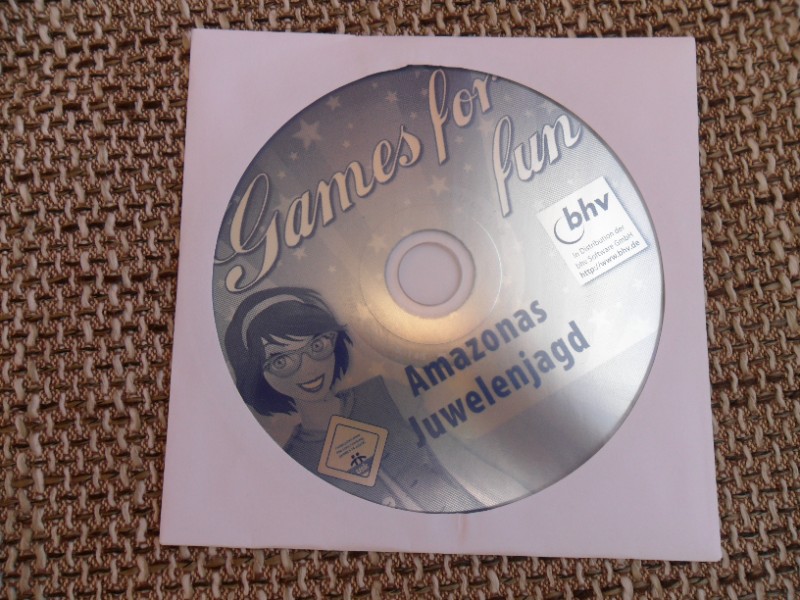 Games for
fun
bhv
In Distribution der
bhv Software GmbH
http://www.bhv.de
Amazonas
Juwelenjagd